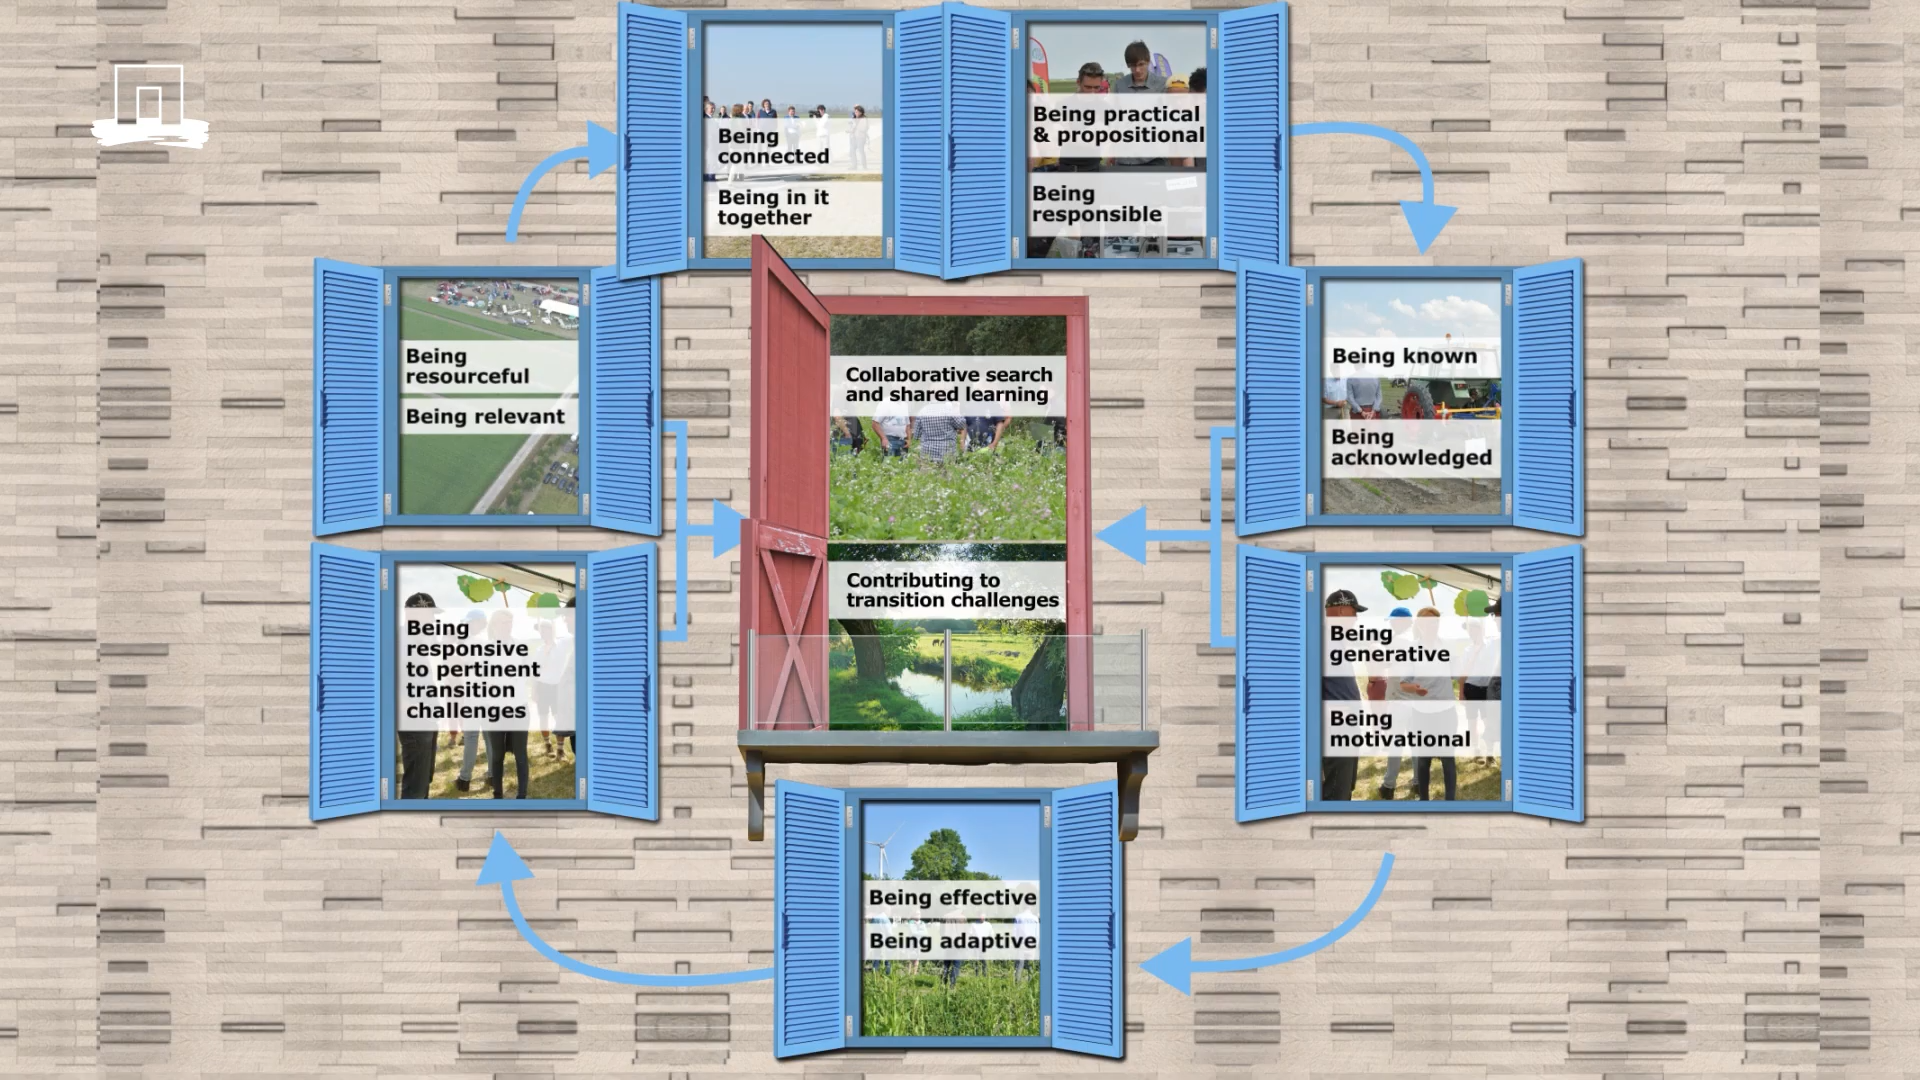 Being
connected
Being in it
together
Being practical
& propositional
Being
responsible
Being
resourceful
Being relevant
Collaborative search
and shared learning
Being known
Being
acknowledged
Being
responsive
to pertinent
transition
challenges
Contributing to
transition challenges
Being
generative
Being
motivational
Being effective
Being adaptive